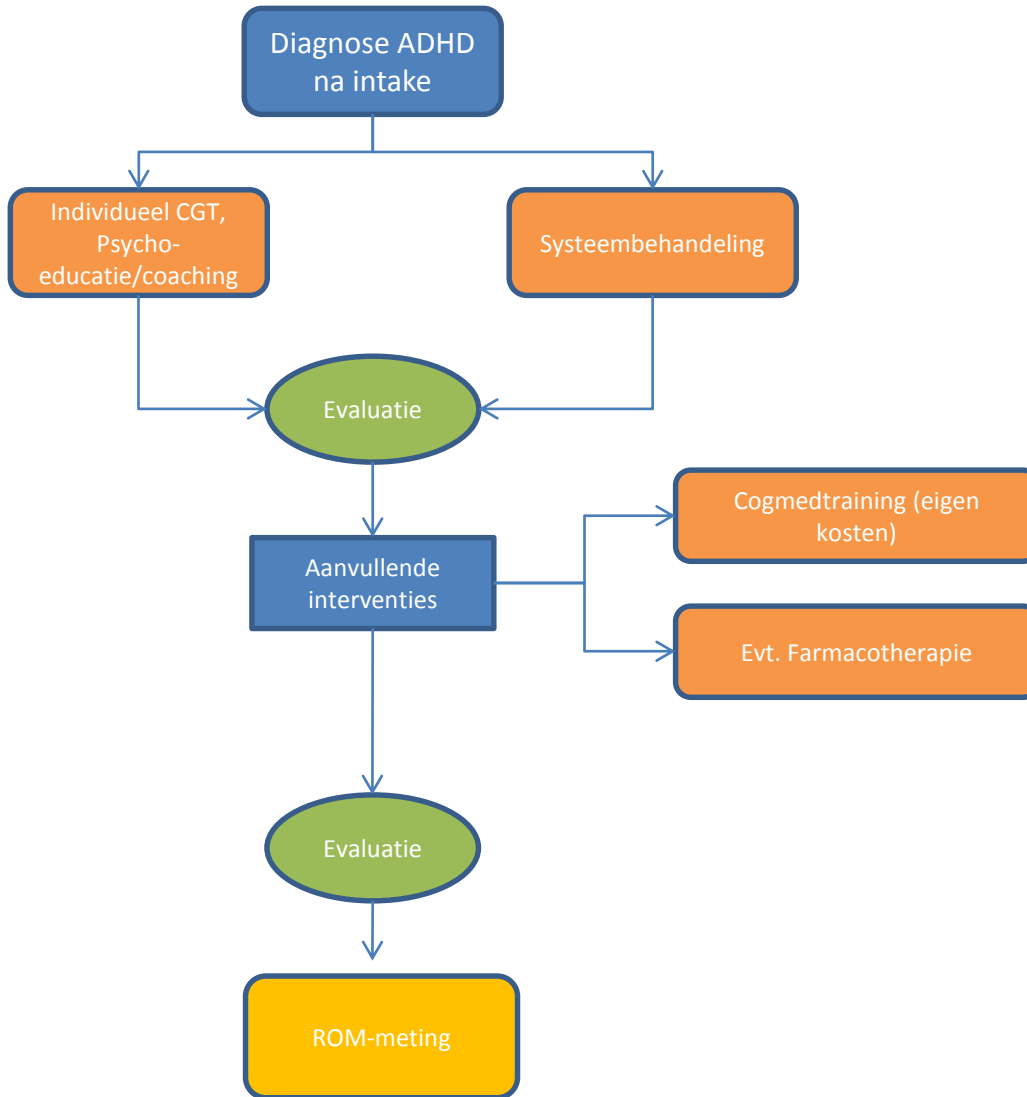 Diagnose ADHD
na intake
Individueel CGT,
Psycho-
educatie/coaching
Systeembehandeling
Evaluatie
Cogmedtraining (eigen
kosten)
Aanvullende
interventies
Evt. Farmacotherapie
Evaluatie
ROM-meting